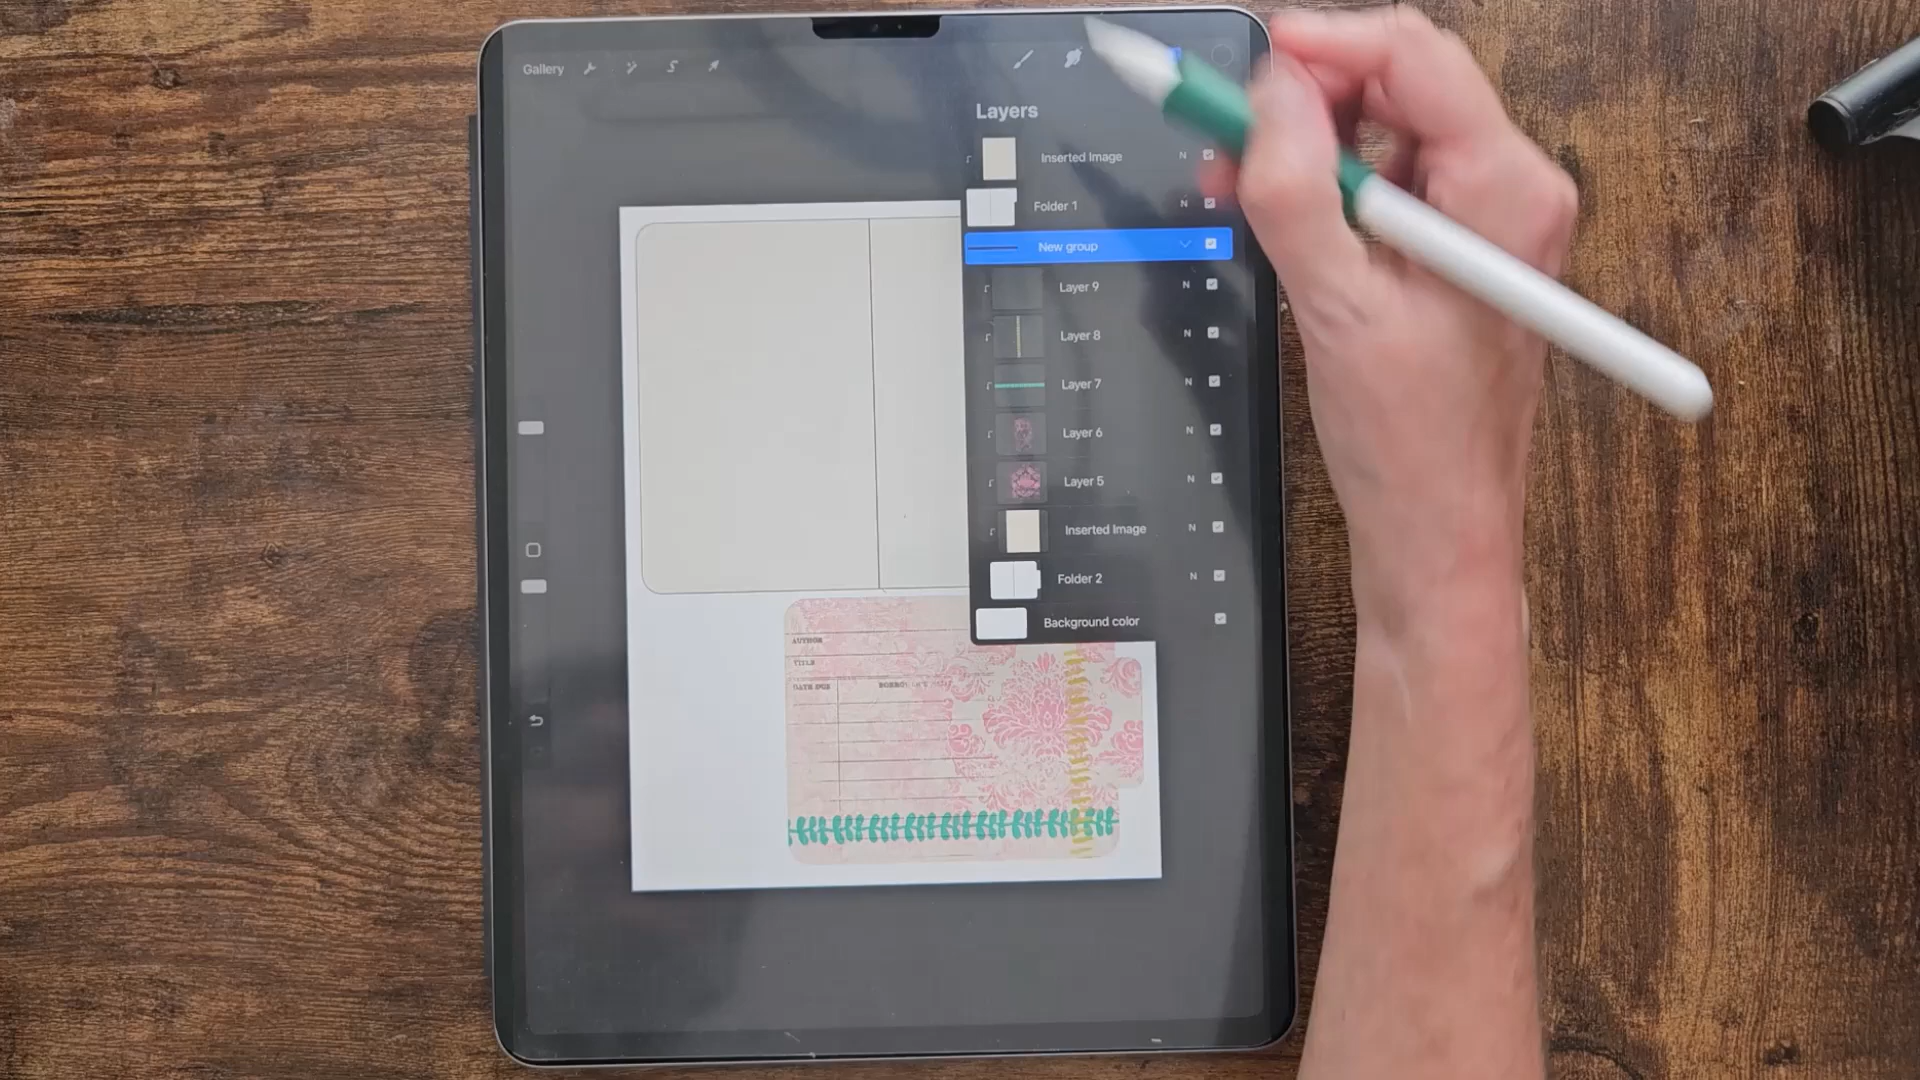 Gallery
Layers
Inserted Image N
Folder 1 N
New group
Layer 9 N
Layer 8 N
Layer 7 N
Layer 6 N
Layer 5 N
Inserted Image N
Folder 2 N
Background color
AUTHOR
TITLE
DATE DUE